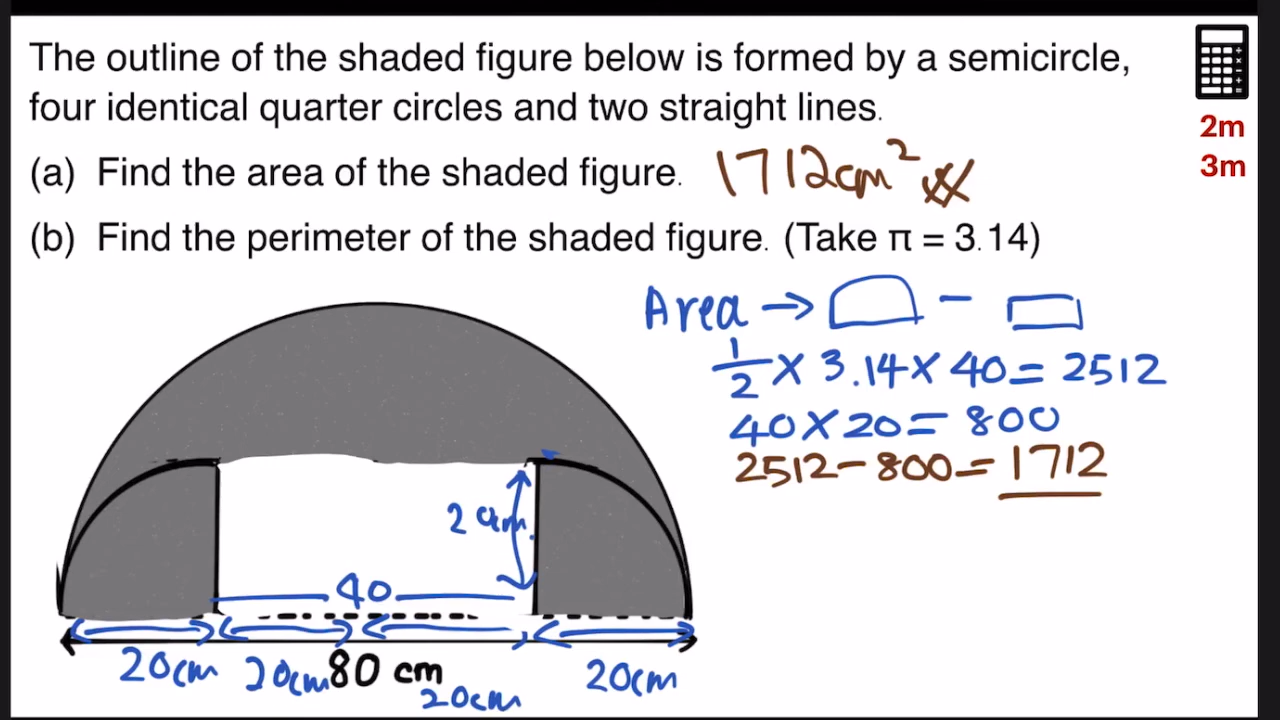 The outline of the shaded figure below is formed by a semicircle,
four identical quarter circles and two straight lines.
2m
3m
(a) Find the area of the shaded figure. 1712cm²
(b) Find the perimeter of the shaded figure. (Take π = 3.14)
Area → -
1/2 × 3.14 × 40 = 2512
40 × 20 = 800
2512 - 800 = 1712
40
20cm 20cm 80 cm 20cm 20cm